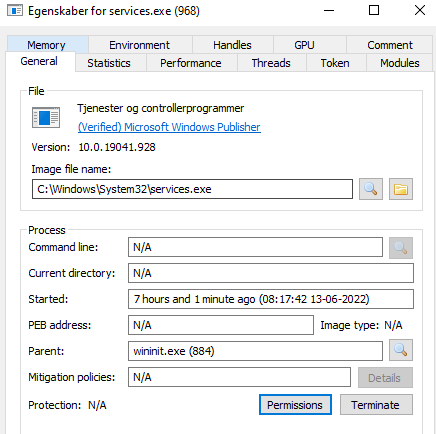 Egenskaber for services.exe (968)
Memory Environment Handles GPU Comment
General Statistics Performance Threads Token Modules
File
Tjenester og controllerprogrammer
(Verified) Microsoft Windows Publisher
Version: 10.0.19041.928
Image file name:
C:\Windows\System32\services.exe
Process
Command line: N/A
Current directory: N/A
Started: 7 hours and 1 minute ago (08:17:42 13-06-2022)
PEB address: N/A Image type: N/A
Parent: wininit.exe (884)
Mitigation policies: N/A Details
Protection: N/A Permissions Terminate